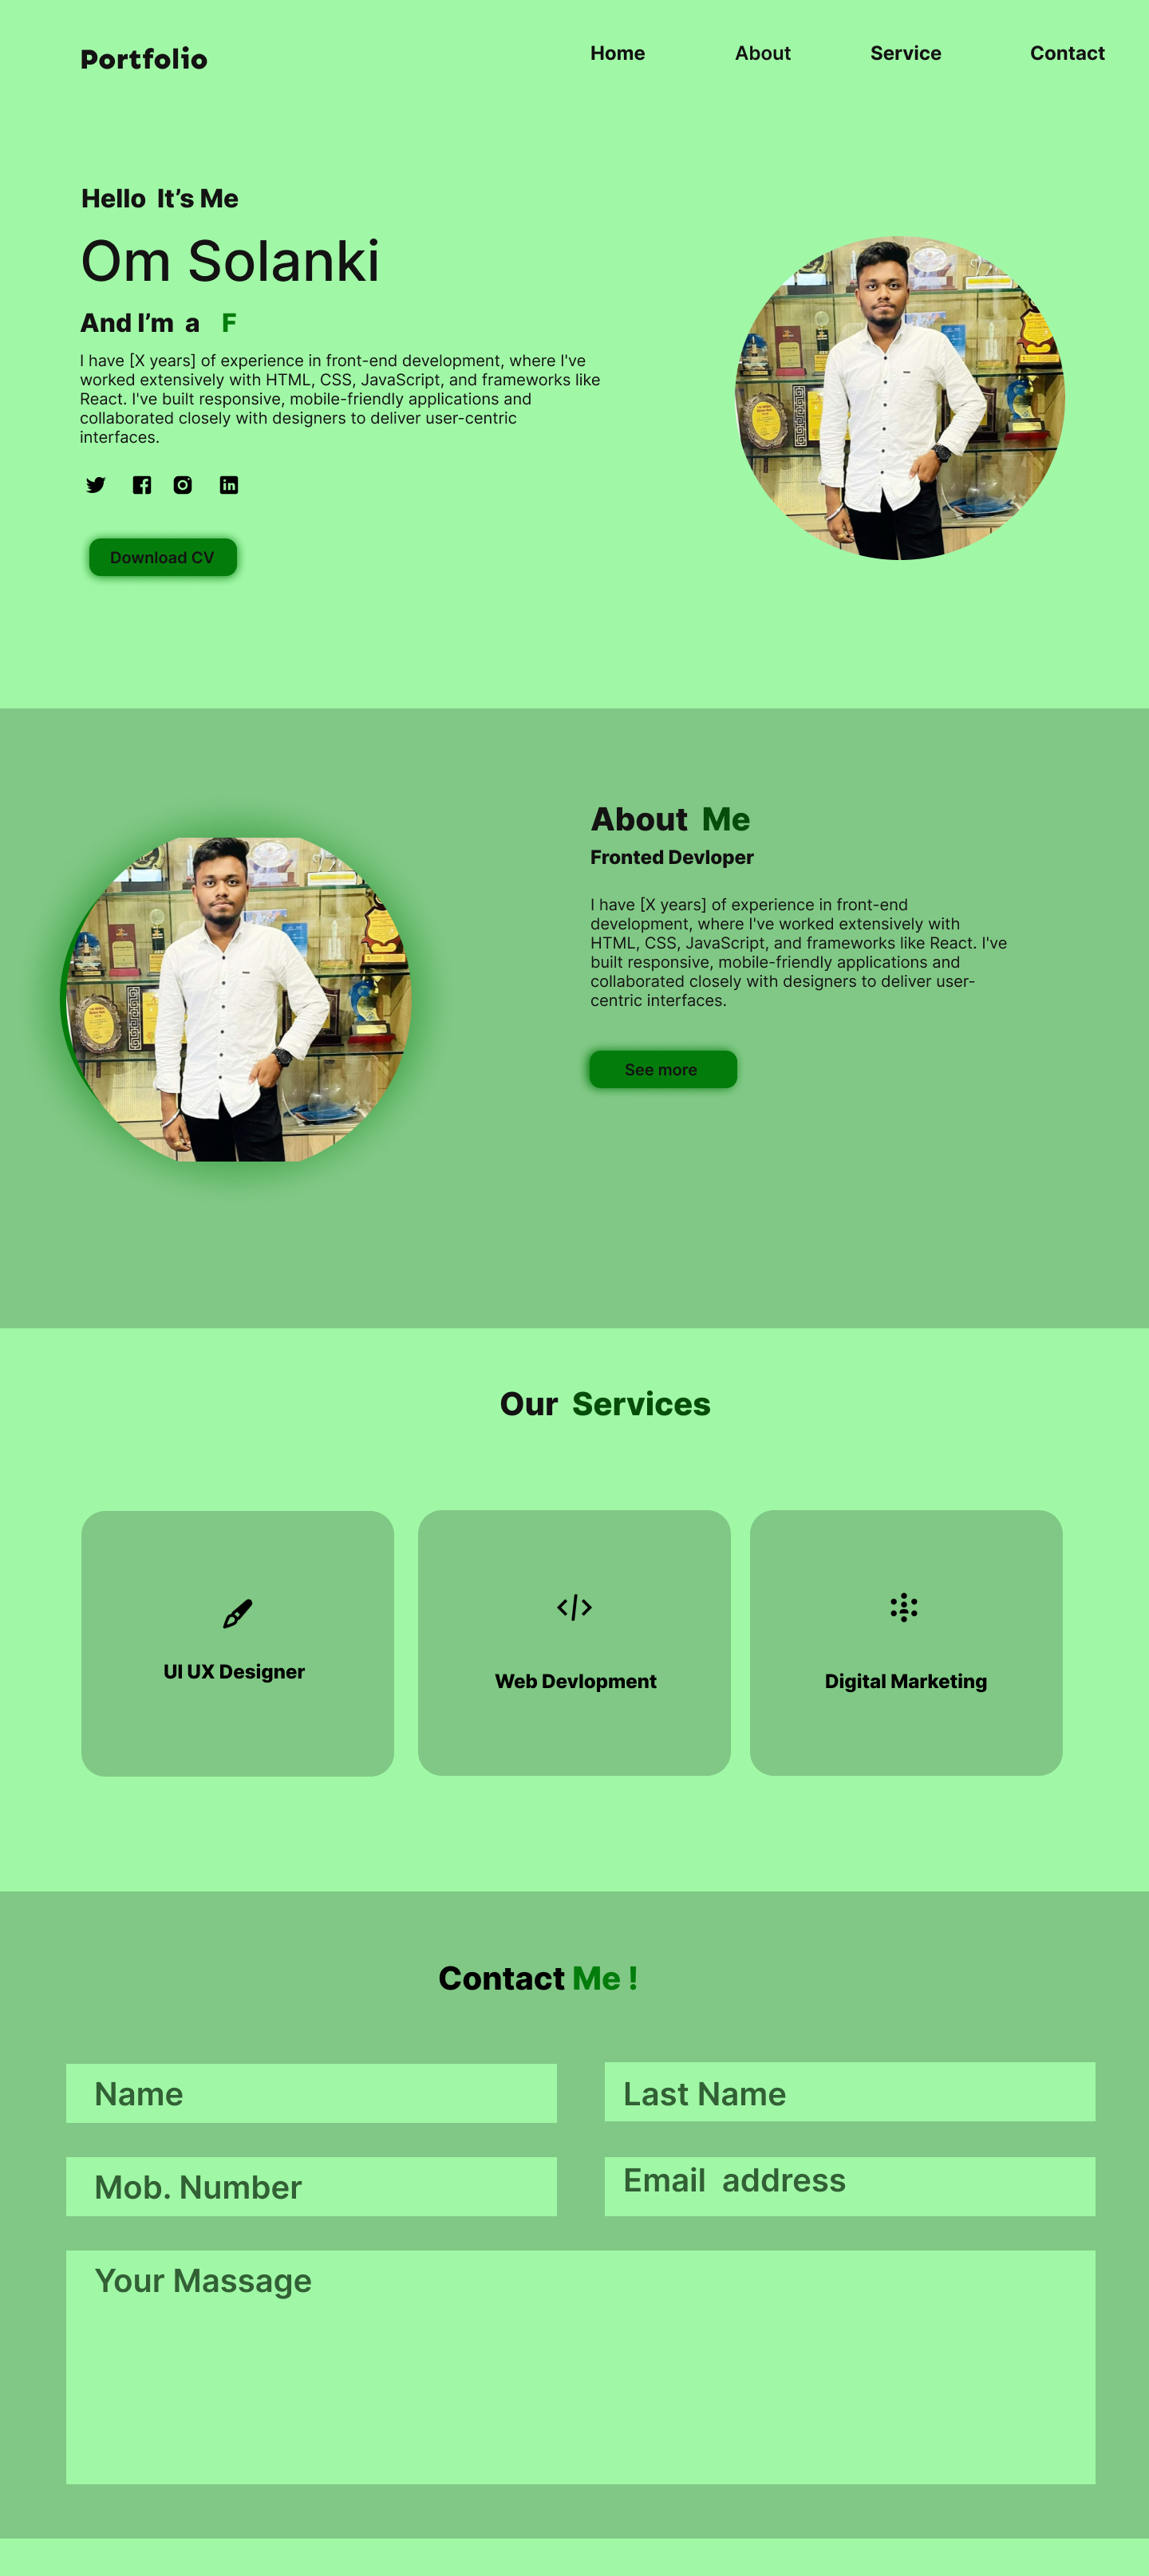 Portfolio
Home About Service Contact
Hello It’s Me
Om Solanki
And I’m a F
I have [X years] of experience in front-end development, where I've
worked extensively with HTML, CSS, JavaScript, and frameworks like
React. I've built responsive, mobile-friendly applications and
collaborated closely with designers to deliver user-centric
interfaces.
Download CV
About Me
Fronted Devloper
I have [X years] of experience in front-end
development, where I've worked extensively with
HTML, CSS, JavaScript, and frameworks like React. I've
built responsive, mobile-friendly applications and
collaborated closely with designers to deliver user-
centric interfaces.
See more
Our Services
UI UX Designer
Web Devlopment
Digital Marketing
Contact Me !
Name
Last Name
Mob. Number
Email address
Your Massage